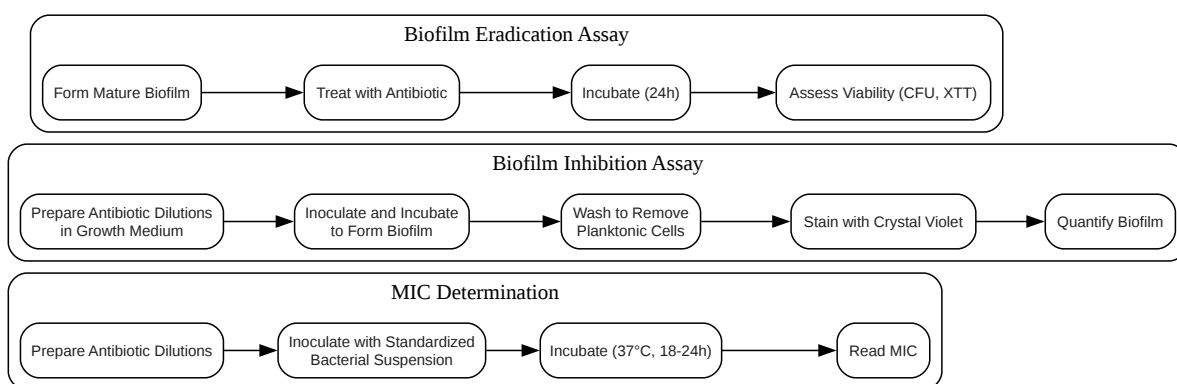 Biofilm Eradication Assay
Form Mature Biofilm
Treat with Antibiotic
Incubate (24h)
Assess Viability (CFU, XTT)
Biofilm Inhibition Assay
Prepare Antibiotic Dilutions
in Growth Medium
Inoculate and Incubate
to Form Biofilm
Wash to Remove
Planktonic Cells
Stain with Crystal Violet
Quantify Biofilm
MIC Determination
Prepare Antibiotic Dilutions
Inoculate with Standardized
Bacterial Suspension
Incubate (37°C, 18-24h)
Read MIC